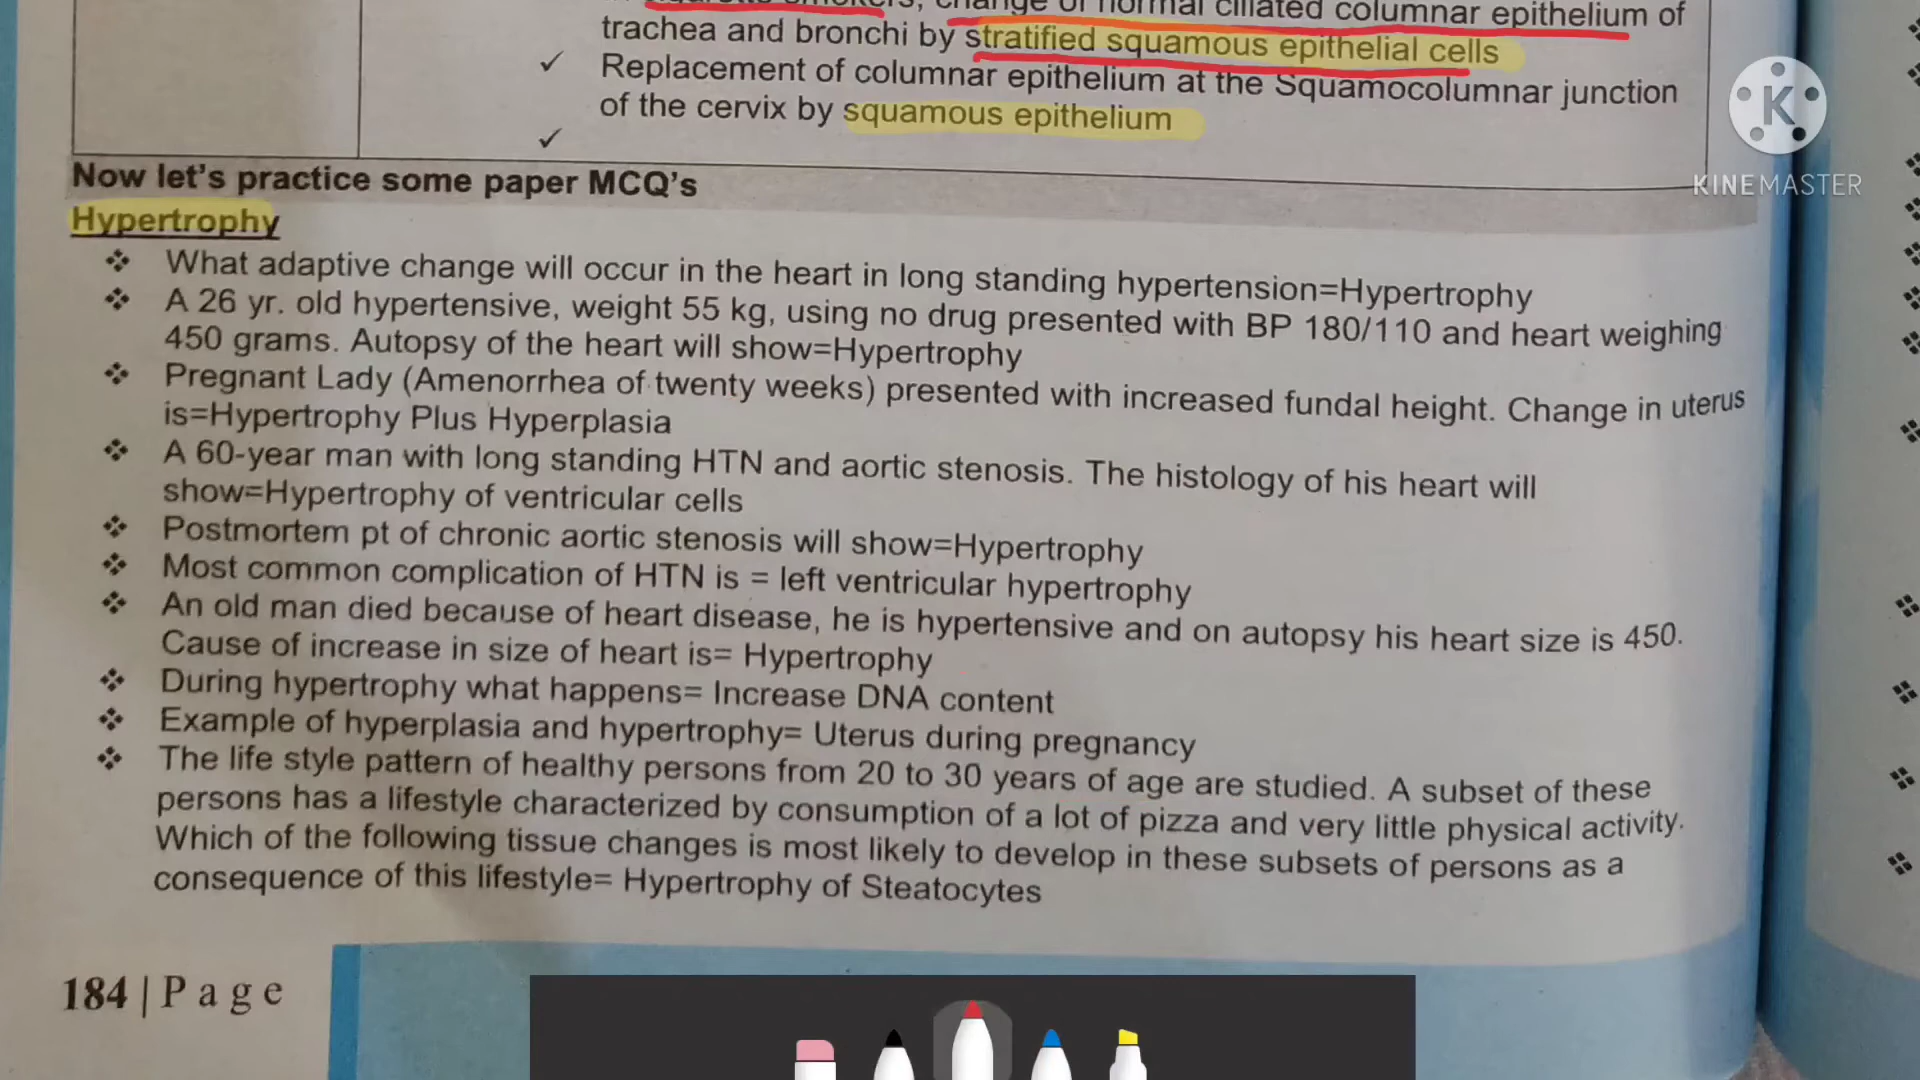 in cigarette smokers, change of normal ciliated columnar epithelium of
trachea and bronchi by stratified squamous epithelial cells
✓ Replacement of columnar epithelium at the Squamocolumnar junction
of the cervix by squamous epithelium
✓
K
KINEMASTER
Now let's practice some paper MCQ's
Hypertrophy
❖ What adaptive change will occur in the heart in long standing hypertension=Hypertrophy
❖ A 26 yr. old hypertensive, weight 55 kg, using no drug presented with BP 180/110 and heart weighing
450 grams. Autopsy of the heart will show=Hypertrophy
❖ Pregnant Lady (Amenorrhea of twenty weeks) presented with increased fundal height. Change in uterus
is=Hypertrophy Plus Hyperplasia
❖ A 60-year man with long standing HTN and aortic stenosis. The histology of his heart will
show=Hypertrophy of ventricular cells
❖ Postmortem pt of chronic aortic stenosis will show=Hypertrophy
❖ Most common complication of HTN is = left ventricular hypertrophy
❖ An old man died because of heart disease, he is hypertensive and on autopsy his heart size is 450.
Cause of increase in size of heart is= Hypertrophy
❖ During hypertrophy what happens= Increase DNA content
❖ Example of hyperplasia and hypertrophy= Uterus during pregnancy
❖ The life style pattern of healthy persons from 20 to 30 years of age are studied. A subset of these
persons has a lifestyle characterized by consumption of a lot of pizza and very little physical activity.
Which of the following tissue changes is most likely to develop in these subsets of persons as a
consequence of this lifestyle= Hypertrophy of Steatocytes
184 | P a g e